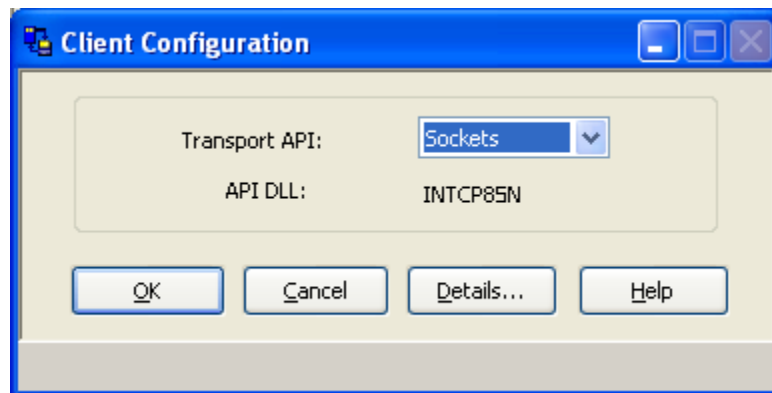 Client Configuration
Transport API: Sockets
API DLL: INTCP85N
OK Cancel Details... Help